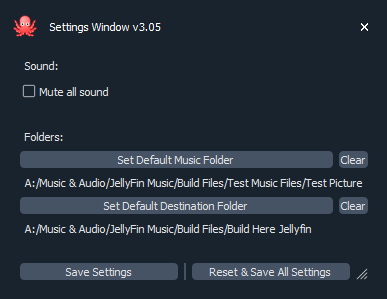 Settings Window v3.05
Sound:
Mute all sound
Folders:
Set Default Music Folder
Clear
A:/Music & Audio/JellyFin Music/Build Files/Test Music Files/Test Picture
Set Default Destination Folder
Clear
A:/Music & Audio/JellyFin Music/Build Files/Build Here Jellyfin
Save Settings
Reset & Save All Settings